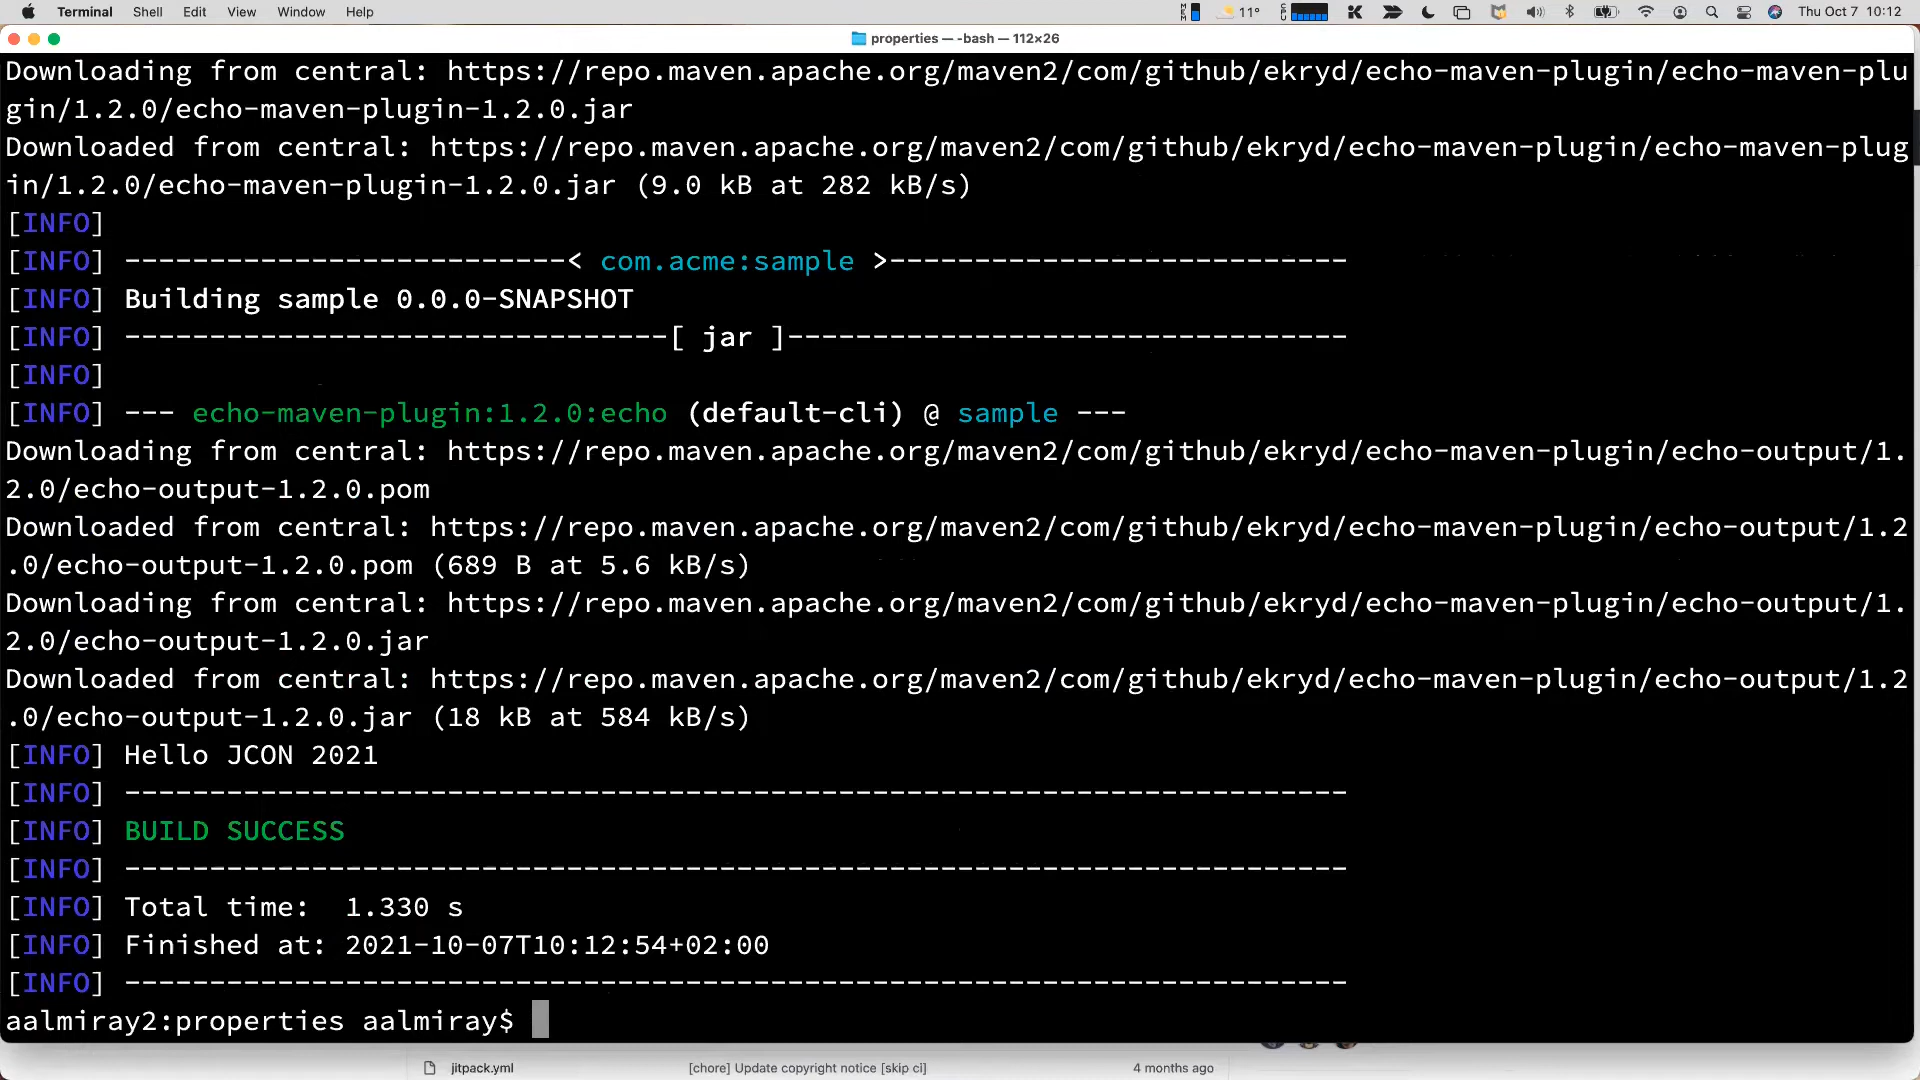 Terminal Shell Edit View Window Help 11° Thu Oct 7 10:12
properties — -bash — 112×26
Downloading from central: https://repo.maven.apache.org/maven2/com/github/ekryd/echo-maven-plugin/echo-maven-plu
gin/1.2.0/echo-maven-plugin-1.2.0.jar
Downloaded from central: https://repo.maven.apache.org/maven2/com/github/ekryd/echo-maven-plugin/echo-maven-plug
in/1.2.0/echo-maven-plugin-1.2.0.jar (9.0 kB at 282 kB/s)
[INFO]
[INFO] --------------------------< com.acme:sample >---------------------------
[INFO] Building sample 0.0.0-SNAPSHOT
[INFO] --------------------------------[ jar ]---------------------------------
[INFO]
[INFO] --- echo-maven-plugin:1.2.0:echo (default-cli) @ sample ---
Downloading from central: https://repo.maven.apache.org/maven2/com/github/ekryd/echo-maven-plugin/echo-output/1.
2.0/echo-output-1.2.0.pom
Downloaded from central: https://repo.maven.apache.org/maven2/com/github/ekryd/echo-maven-plugin/echo-output/1.2
.0/echo-output-1.2.0.pom (689 B at 5.6 kB/s)
Downloading from central: https://repo.maven.apache.org/maven2/com/github/ekryd/echo-maven-plugin/echo-output/1.
2.0/echo-output-1.2.0.jar
Downloaded from central: https://repo.maven.apache.org/maven2/com/github/ekryd/echo-maven-plugin/echo-output/1.2
.0/echo-output-1.2.0.jar (18 kB at 584 kB/s)
[INFO] Hello JCON 2021
[INFO] ------------------------------------------------------------------------
[INFO] BUILD SUCCESS
[INFO] ------------------------------------------------------------------------
[INFO] Total time:  1.330 s
[INFO] Finished at: 2021-10-07T10:12:54+02:00
[INFO] ------------------------------------------------------------------------
aalmiray2:properties aalmiray$
jitpack.yml [chore] Update copyright notice [skip ci] 4 months ago